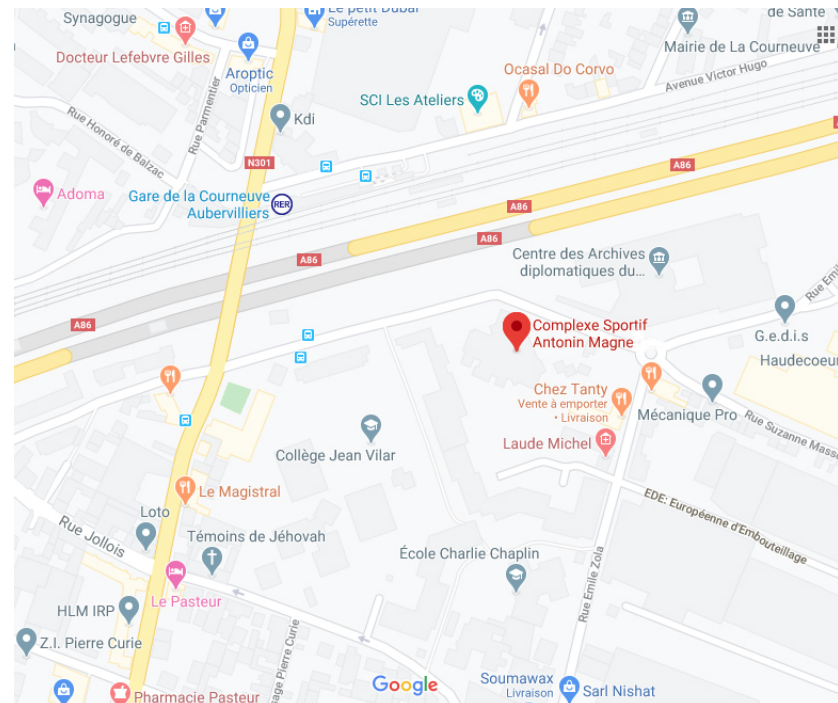 Synagogue
Le petit Dubai
Supérette
de Santé
Docteur Lefebvre Gilles
Mairie de La Courneuve
Aroptic
Opticien
Ocasal Do Corvo
Avenue Victor Hugo
SCI Les Ateliers
Rue Parmentier
Rue Honoré de Balzac
Kdi
N301
A86
Adoma
Gare de la Courneuve
Aubervilliers
RER
A86
A86
A86
Centre des Archives
diplomatiques du...
Rue Emile
A86
Complexe Sportif
Antonin Magne
G.e.d.i.s
Haudecoeur
Chez Tanty
Vente à emporter
• Livraison
Mécanique Pro
Rue Suzanne Masso
Laude Michel
Collège Jean Vilar
Le Magistral
EDE: Européenne d'Embouteillage
Loto
Rue Jollois
Témoins de Jéhovah
École Charlie Chaplin
Rue Emile Zola
Le Pasteur
HLM IRP
Z.I. Pierre Curie
sage Pierre Curie
Google
Soumawax
Livraison
Sarl Nishat
Pharmacie Pasteur